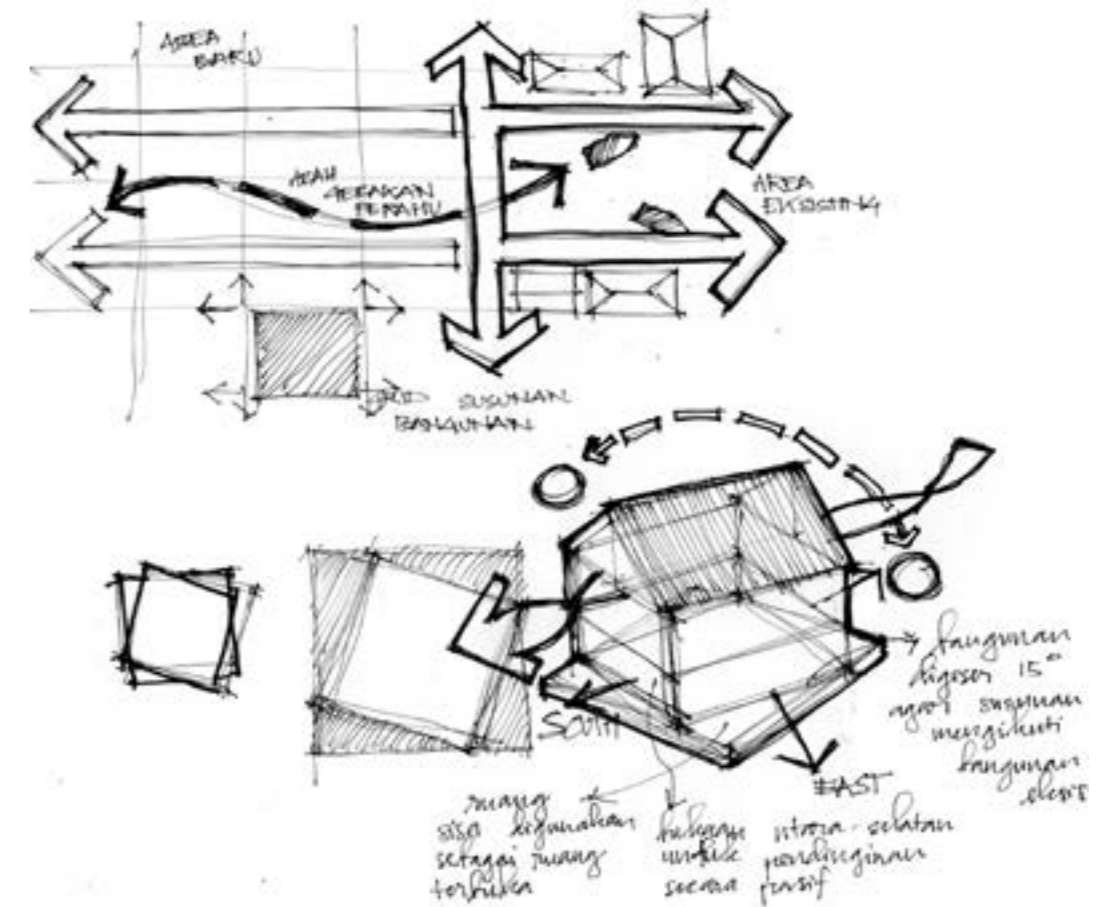 AREA
BARU
ARAH
GERAKAN
PERAHU
AREA
EKSISTING
GRID SUSUNAN
BANGUNAN
SOUTH
EAST
bangunan
digeser 15°
agar susunan
mengikuti
bangunan
eksis
ruang
sisa digunakan
sebagai ruang
terbuka
bukaan utara-selatan
untuk pendinginan
secara pasif